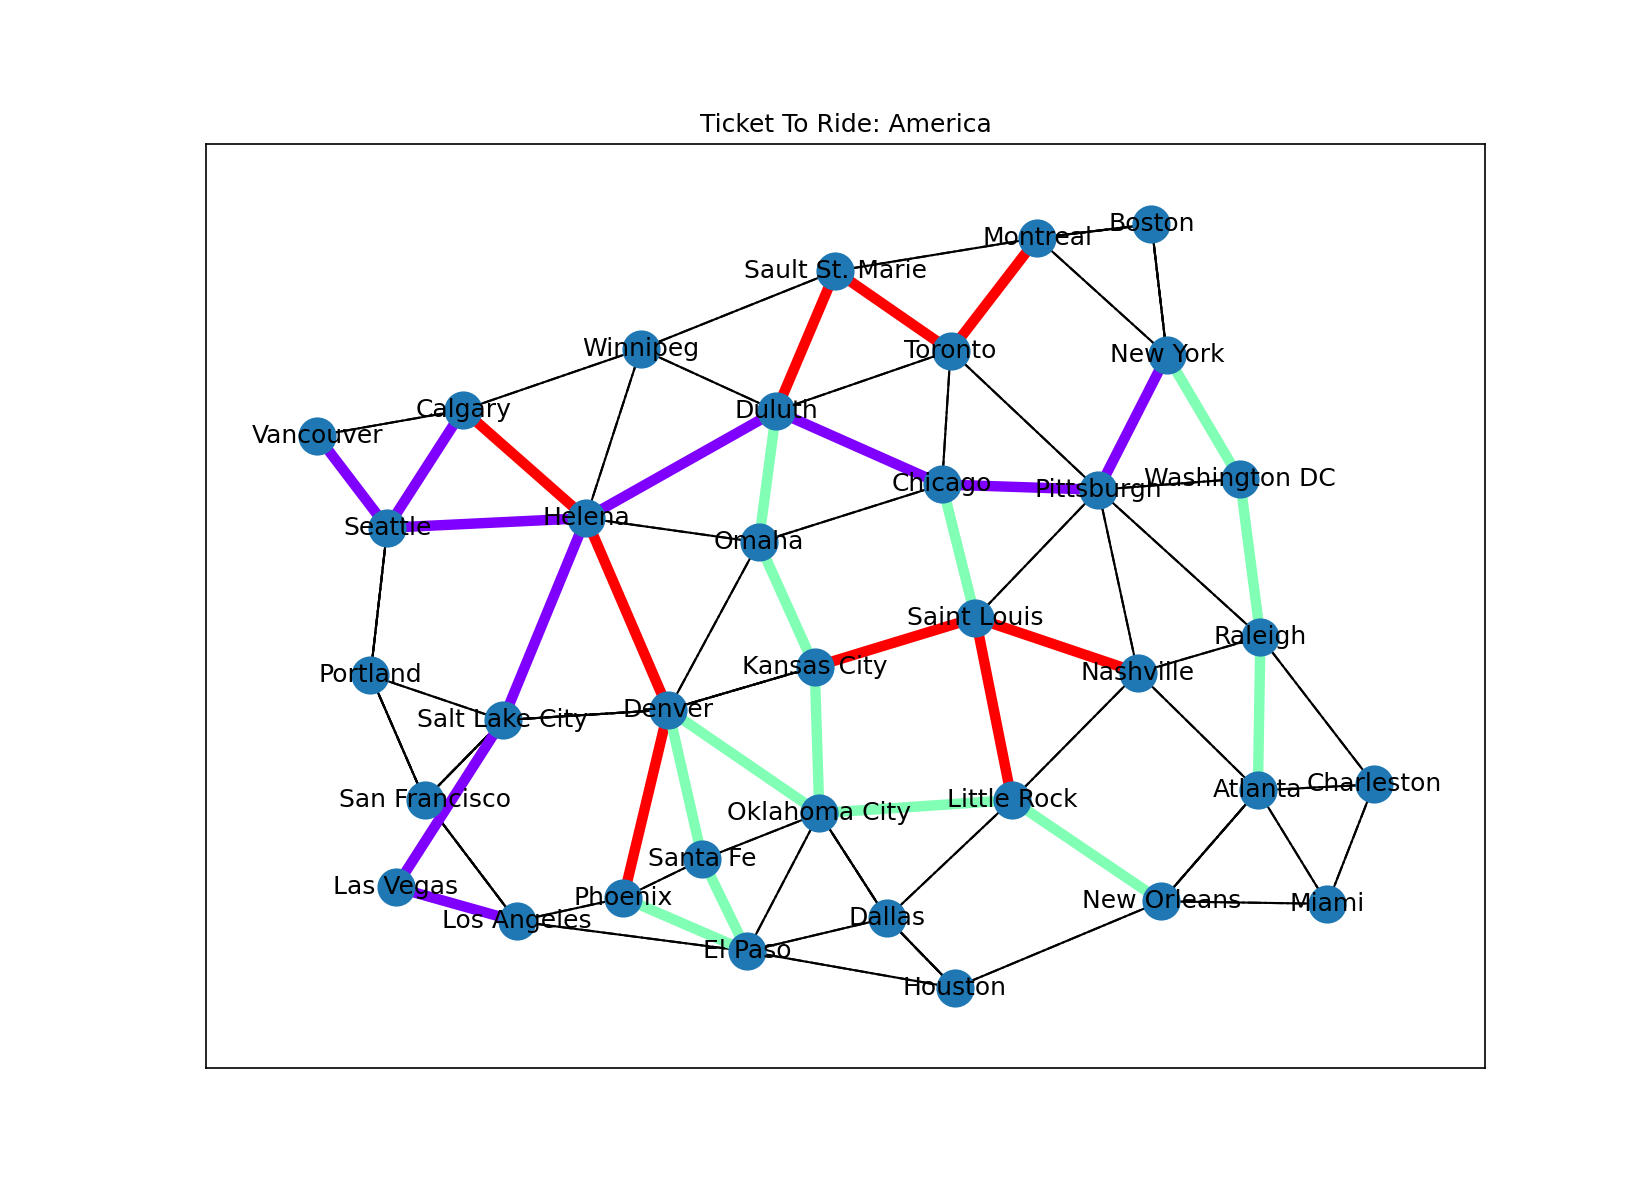 Ticket To Ride: America
Boston
Montreal
Sault St. Marie
Winnipeg
Toronto
New York
Calgary
Duluth
Vancouver
Chicago
Pittsburgh
Washington DC
Seattle
Helena
Omaha
Saint Louis
Raleigh
Portland
Kansas City
Nashville
Salt Lake City
Denver
San Francisco
Oklahoma City
Little Rock
Atlanta
Charleston
Santa Fe
Las Vegas
Phoenix
Los Angeles
Dallas
New Orleans
Miami
El Paso
Houston